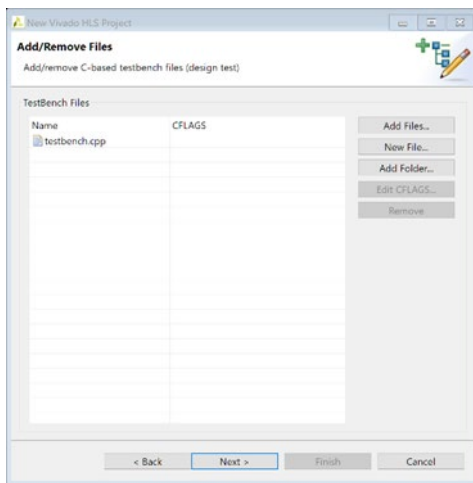 New Vivado HLS Project
Add/Remove Files
Add/remove C-based testbench files (design test)
TestBench Files
Name CFLAGS
testbench.cpp
Add Files...
New File...
Add Folder...
Edit CFLAGS...
Remove
< Back Next > Finish Cancel